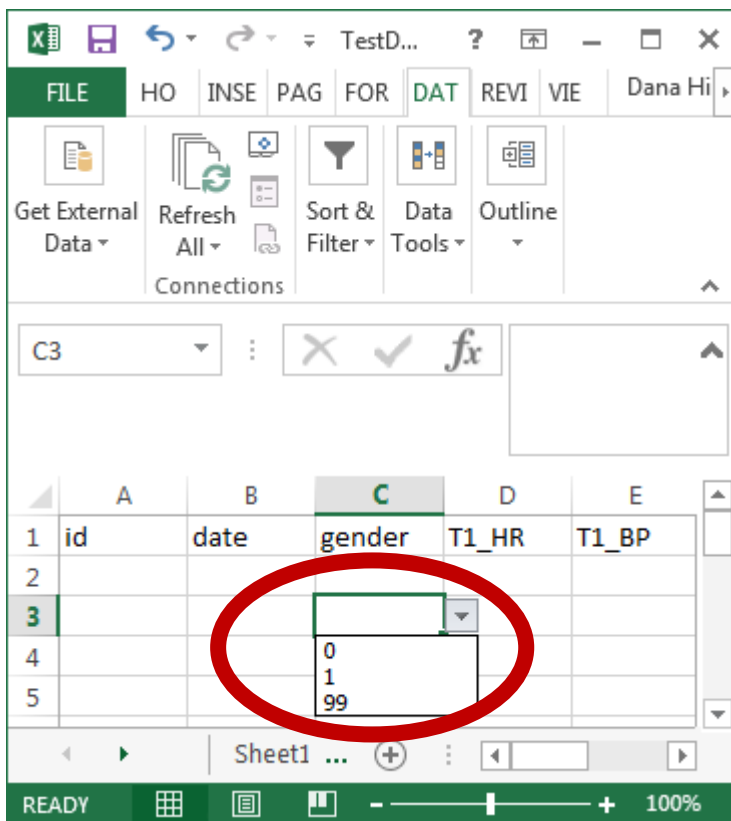 TestD... ?
FILE HO INSE PAG FOR DAT REVI VIE Dana Hi
Get External Data
Refresh All
Sort & Filter
Data Tools
Outline
Connections
C3 fx
A B C D E
1 id date gender T1_HR T1_BP
2
3
4 0
1
5 99
Sheet1 ...
READY 100%